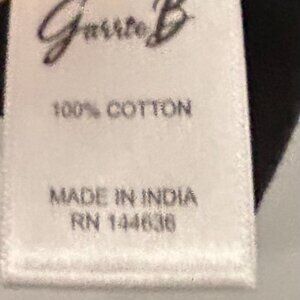 100% COTTON
MADE IN INDIA
RN 144636